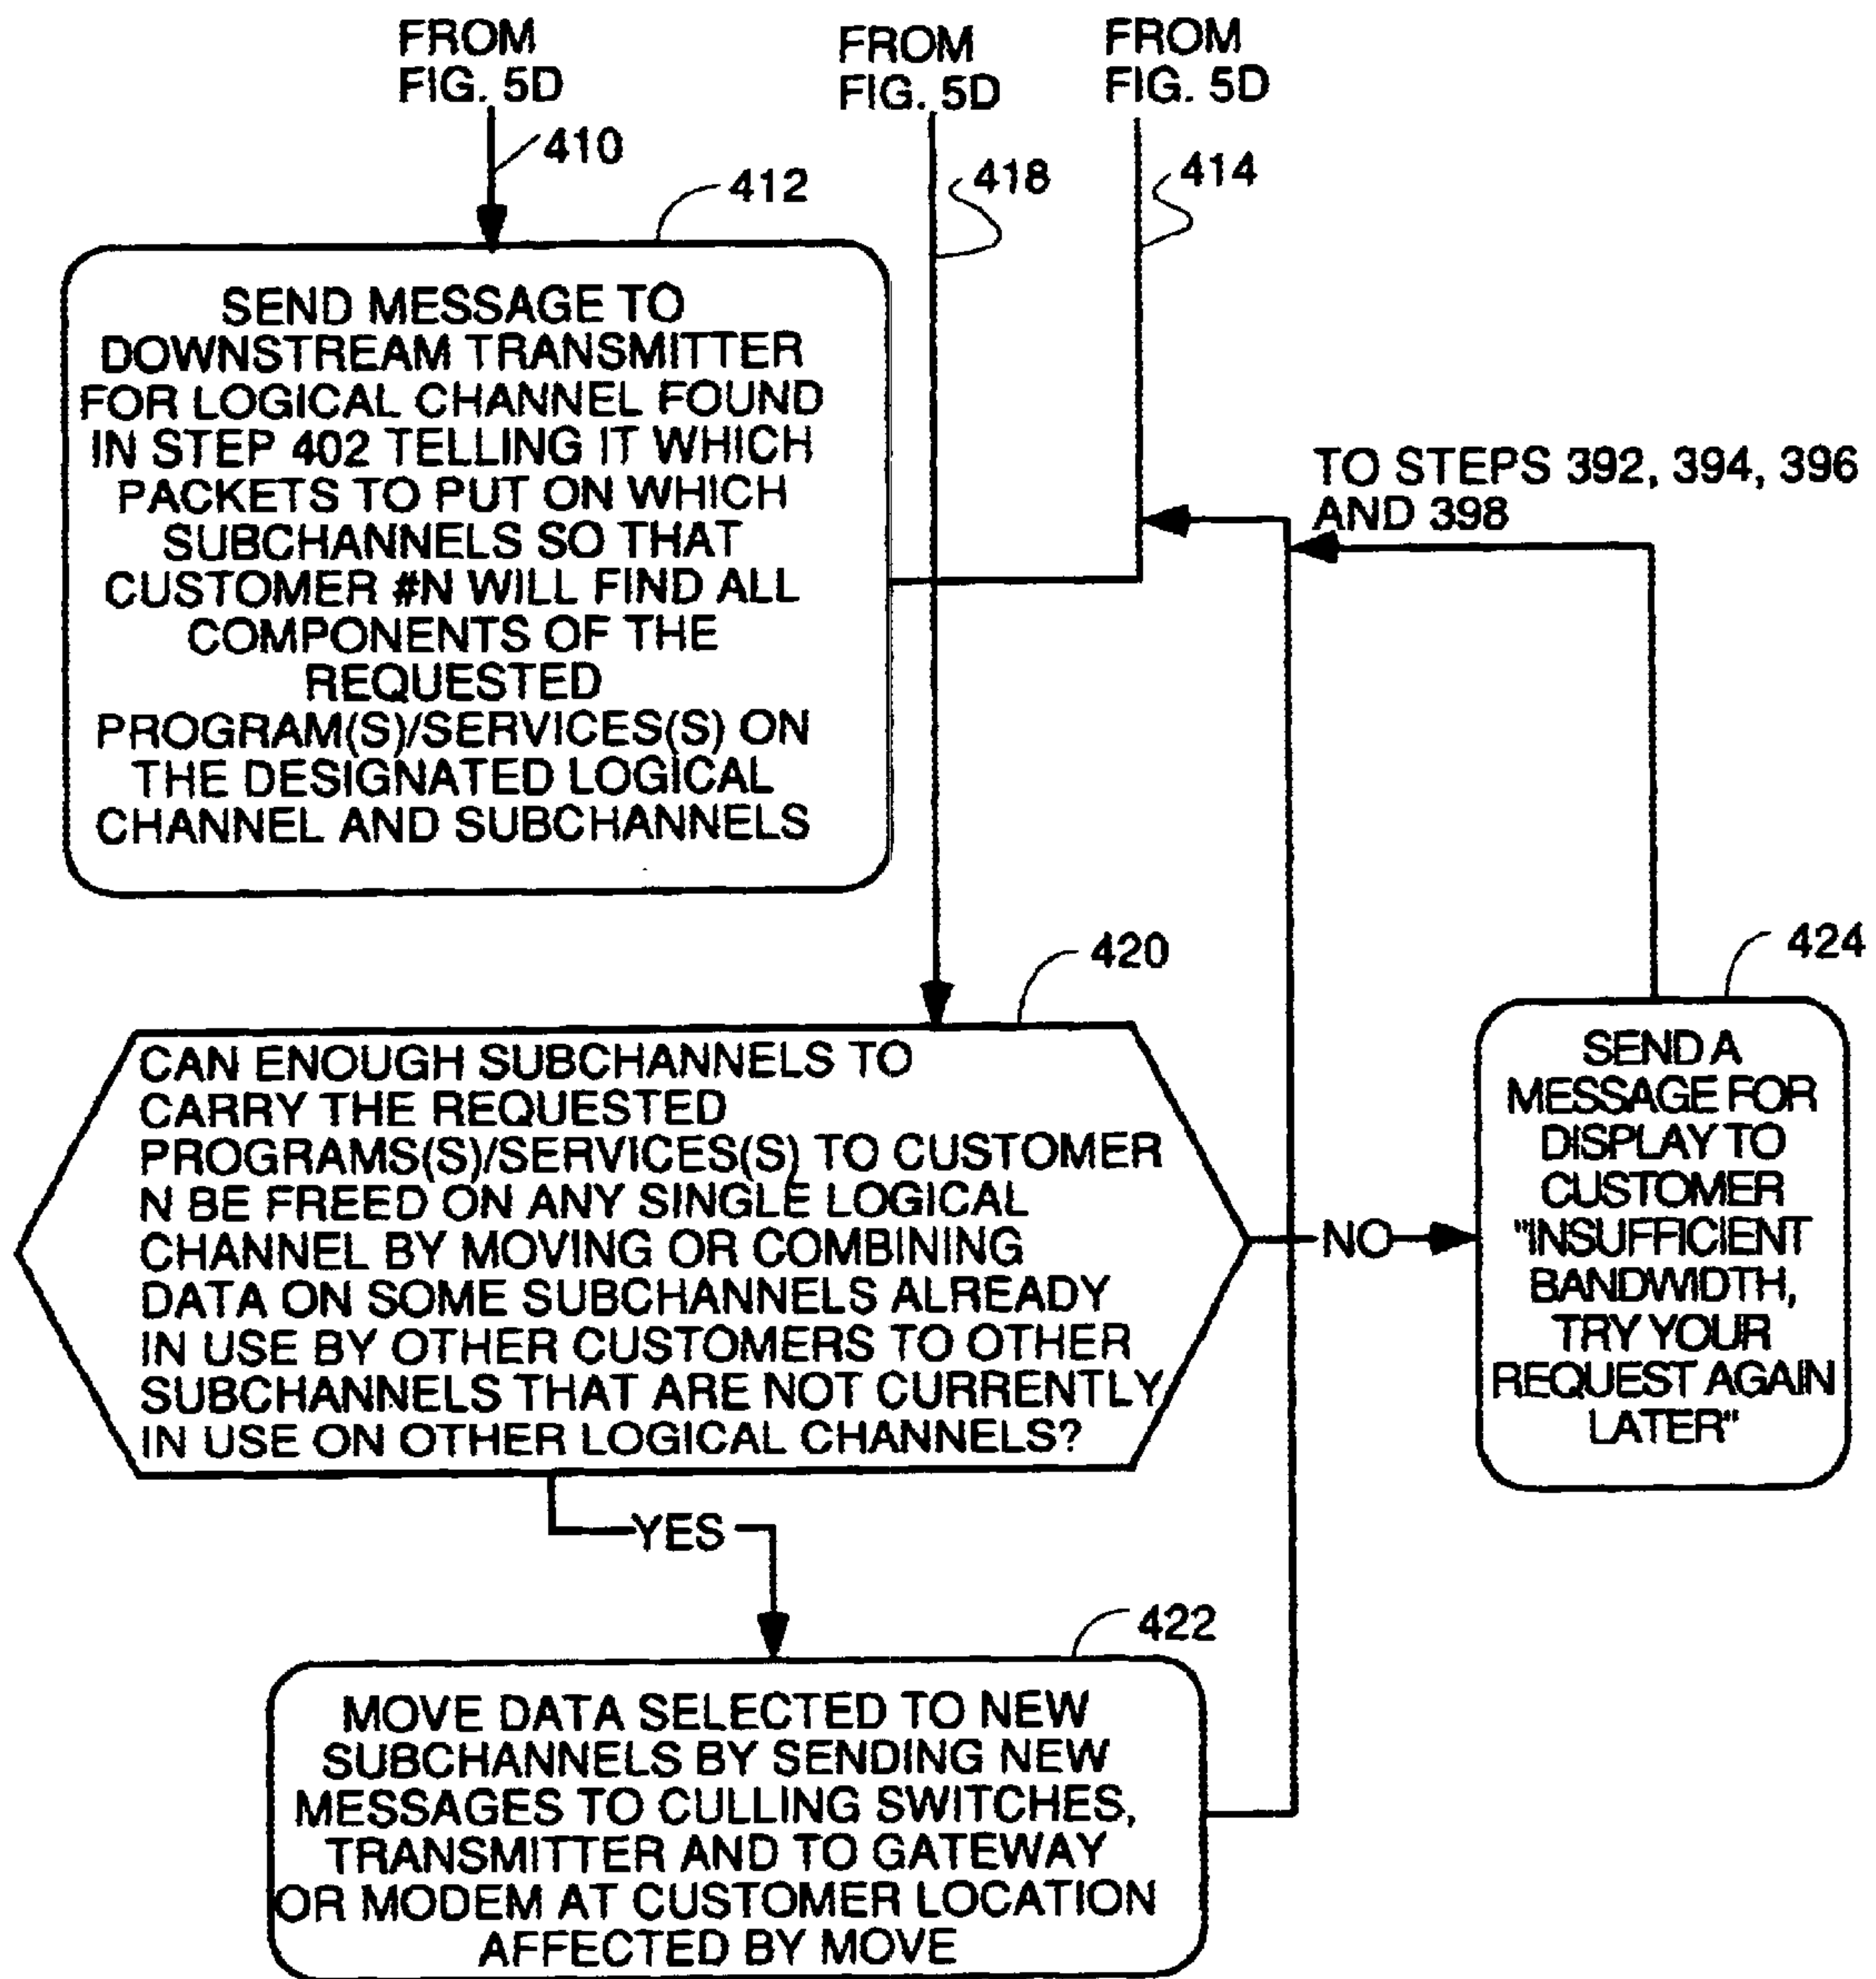 FROM
FIG. 5D
FROM
FIG. 5D
FROM
FIG. 5D
410
412
418
414
SEND MESSAGE TO
DOWNSTREAM TRANSMITTER
FOR LOGICAL CHANNEL FOUND
IN STEP 402 TELLING IT WHICH
PACKETS TO PUT ON WHICH
SUBCHANNELS SO THAT
CUSTOMER #N WILL FIND ALL
COMPONENTS OF THE
REQUESTED
PROGRAM(S)/SERVICES(S) ON
THE DESIGNATED LOGICAL
CHANNEL AND SUBCHANNELS
TO STEPS 392, 394, 396
AND 398
420
CAN ENOUGH SUBCHANNELS TO
CARRY THE REQUESTED
PROGRAMS(S)/SERVICES(S) TO CUSTOMER
N BE FREED ON ANY SINGLE LOGICAL
CHANNEL BY MOVING OR COMBINING
DATA ON SOME SUBCHANNELS ALREADY
IN USE BY OTHER CUSTOMERS TO OTHER
SUBCHANNELS THAT ARE NOT CURRENTLY
IN USE ON OTHER LOGICAL CHANNELS?
NO
424
SEND A
MESSAGE FOR
DISPLAY TO
CUSTOMER
"INSUFFICIENT
BANDWIDTH,
TRY YOUR
REQUEST AGAIN
LATER"
YES
422
MOVE DATA SELECTED TO NEW
SUBCHANNELS BY SENDING NEW
MESSAGES TO CULLING SWITCHES,
TRANSMITTER AND TO GATEWAY
OR MODEM AT CUSTOMER LOCATION
AFFECTED BY MOVE